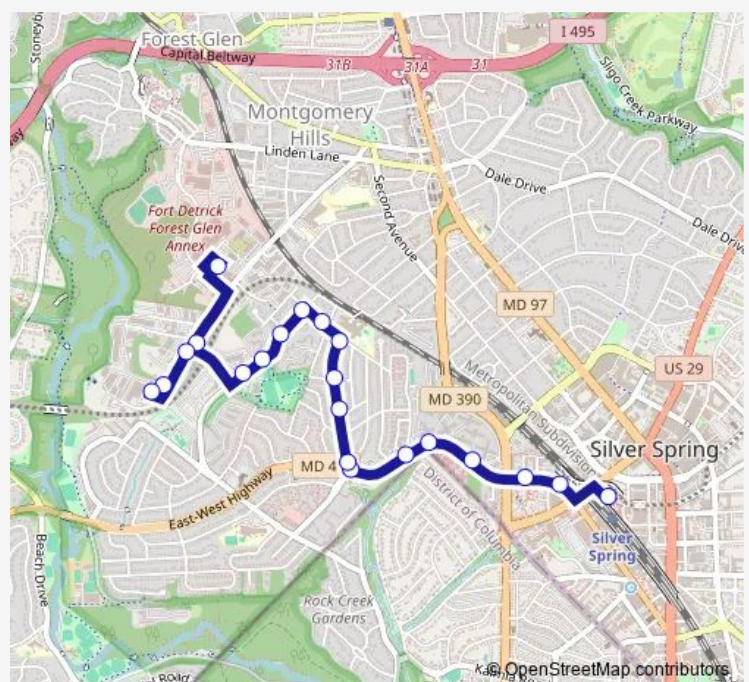 Forest Glen
Capital Beltway
I 495
31B
31A
31
Sligo Creek Parkway
Montgomery
Hills
Linden Lane
Dale Drive
Second Avenue
Dale Drive
Fort Detrick
Forest Glen
Annex
MD 97
US 29
Metropolitan Subdivision
MD 390
Silver Spring
MD 4
East-West Highway
District of Columbia
Silver
Spring
Beach Drive
Rock Creek
Gardens
© OpenStreetMap contributors